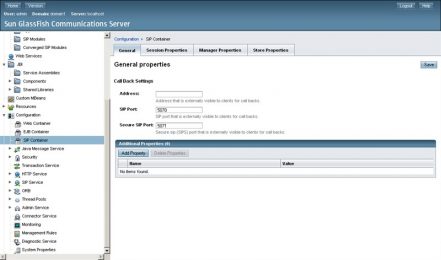 Home Version Logout Help
User: admin Domain: domain1 Server: localhost
Sun GlassFish Communications Server
SIP Modules
Converged SIP Modules
Web Services
JBI
Service Assemblies
Components
Shared Libraries
Custom MBeans
Resources
Configuration
Web Container
EJB Container
SIP Container
Java Message Service
Security
Transaction Service
HTTP Service
SIP Service
ORB
Thread Pools
Admin Service
Connector Service
Monitoring
Management Rules
Diagnostic Service
System Properties
Configuration > SIP Container
General Session Properties Manager Properties Store Properties
General properties
Save
Call Back Settings
Address:
Address that is externally visible to clients for call backs.
SIP Port: 5070
SIP port that is externally visible to clients for call backs.
Secure SIP Port: 5071
Secure sip (SIPS) port that is externally visible to clients for call backs.
Additional Properties (0)
Add Property Delete Properties
Name Value
No items found.